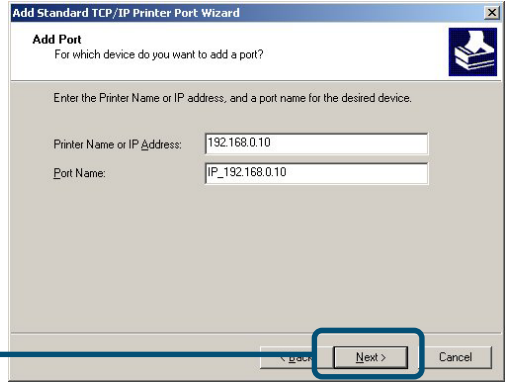 Add Standard TCP/IP Printer Port Wizard
Add Port
For which device do you want to add a port?
Enter the Printer Name or IP address, and a port name for the desired device.
Printer Name or IP Address: 192.168.0.10
Port Name: IP_192.168.0.10
< Back Next > Cancel